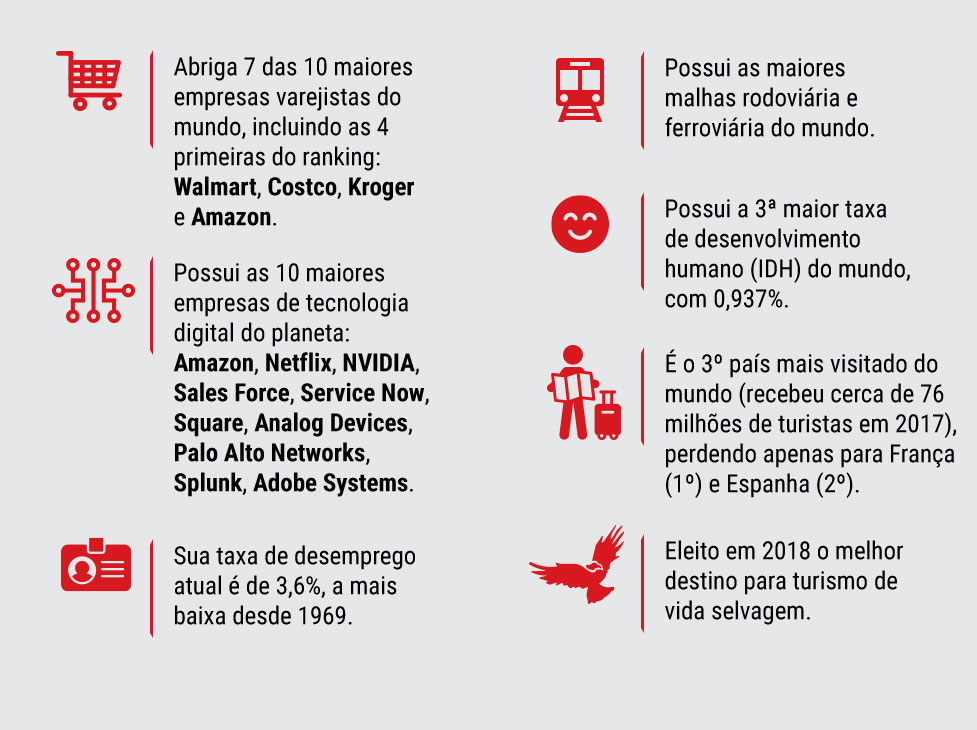 Abriga 7 das 10 maiores
empresas varejistas do
mundo, incluindo as 4
primeiras do ranking:
Walmart, Costco, Kroger
e Amazon.
Possui as 10 maiores
empresas de tecnologia
digital do planeta:
Amazon, Netflix, NVIDIA,
Sales Force, Service Now,
Square, Analog Devices,
Palo Alto Networks,
Splunk, Adobe Systems.
Sua taxa de desemprego
atual é de 3,6%, a mais
baixa desde 1969.
Possui as maiores
malhas rodoviária e
ferroviária do mundo.
Possui a 3ª maior taxa
de desenvolvimento
humano (IDH) do mundo,
com 0,937%.
É o 3º país mais visitado do
mundo (recebeu cerca de 76
milhões de turistas em 2017),
perdendo apenas para França
(1º) e Espanha (2º).
Eleito em 2018 o melhor
destino para turismo de
vida selvagem.